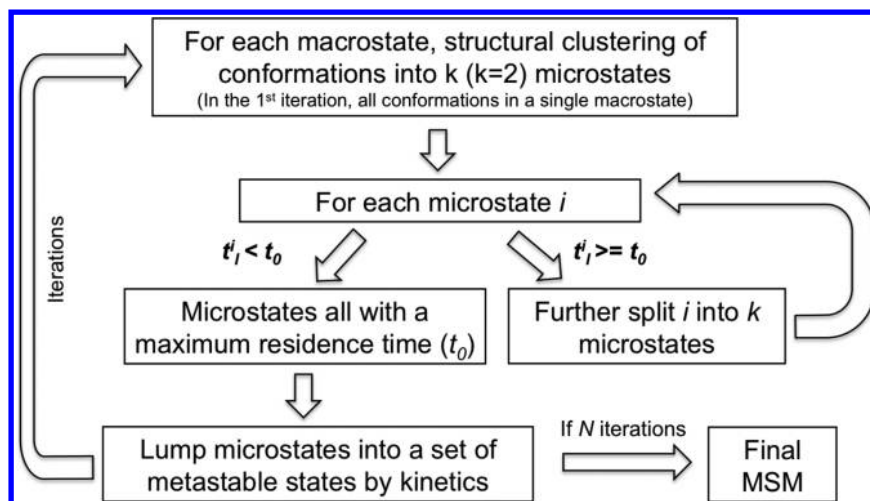 For each macrostate, structural clustering of
conformations into k (k=2) microstates
(In the 1st iteration, all conformations in a single macrostate)
For each microstate i
tᶦₗ < t₀
tᶦₗ >= t₀
Iterations
Microstates all with a
maximum residence time (t₀)
Further split i into k
microstates
Lump microstates into a set of
metastable states by kinetics
If N iterations
Final
MSM